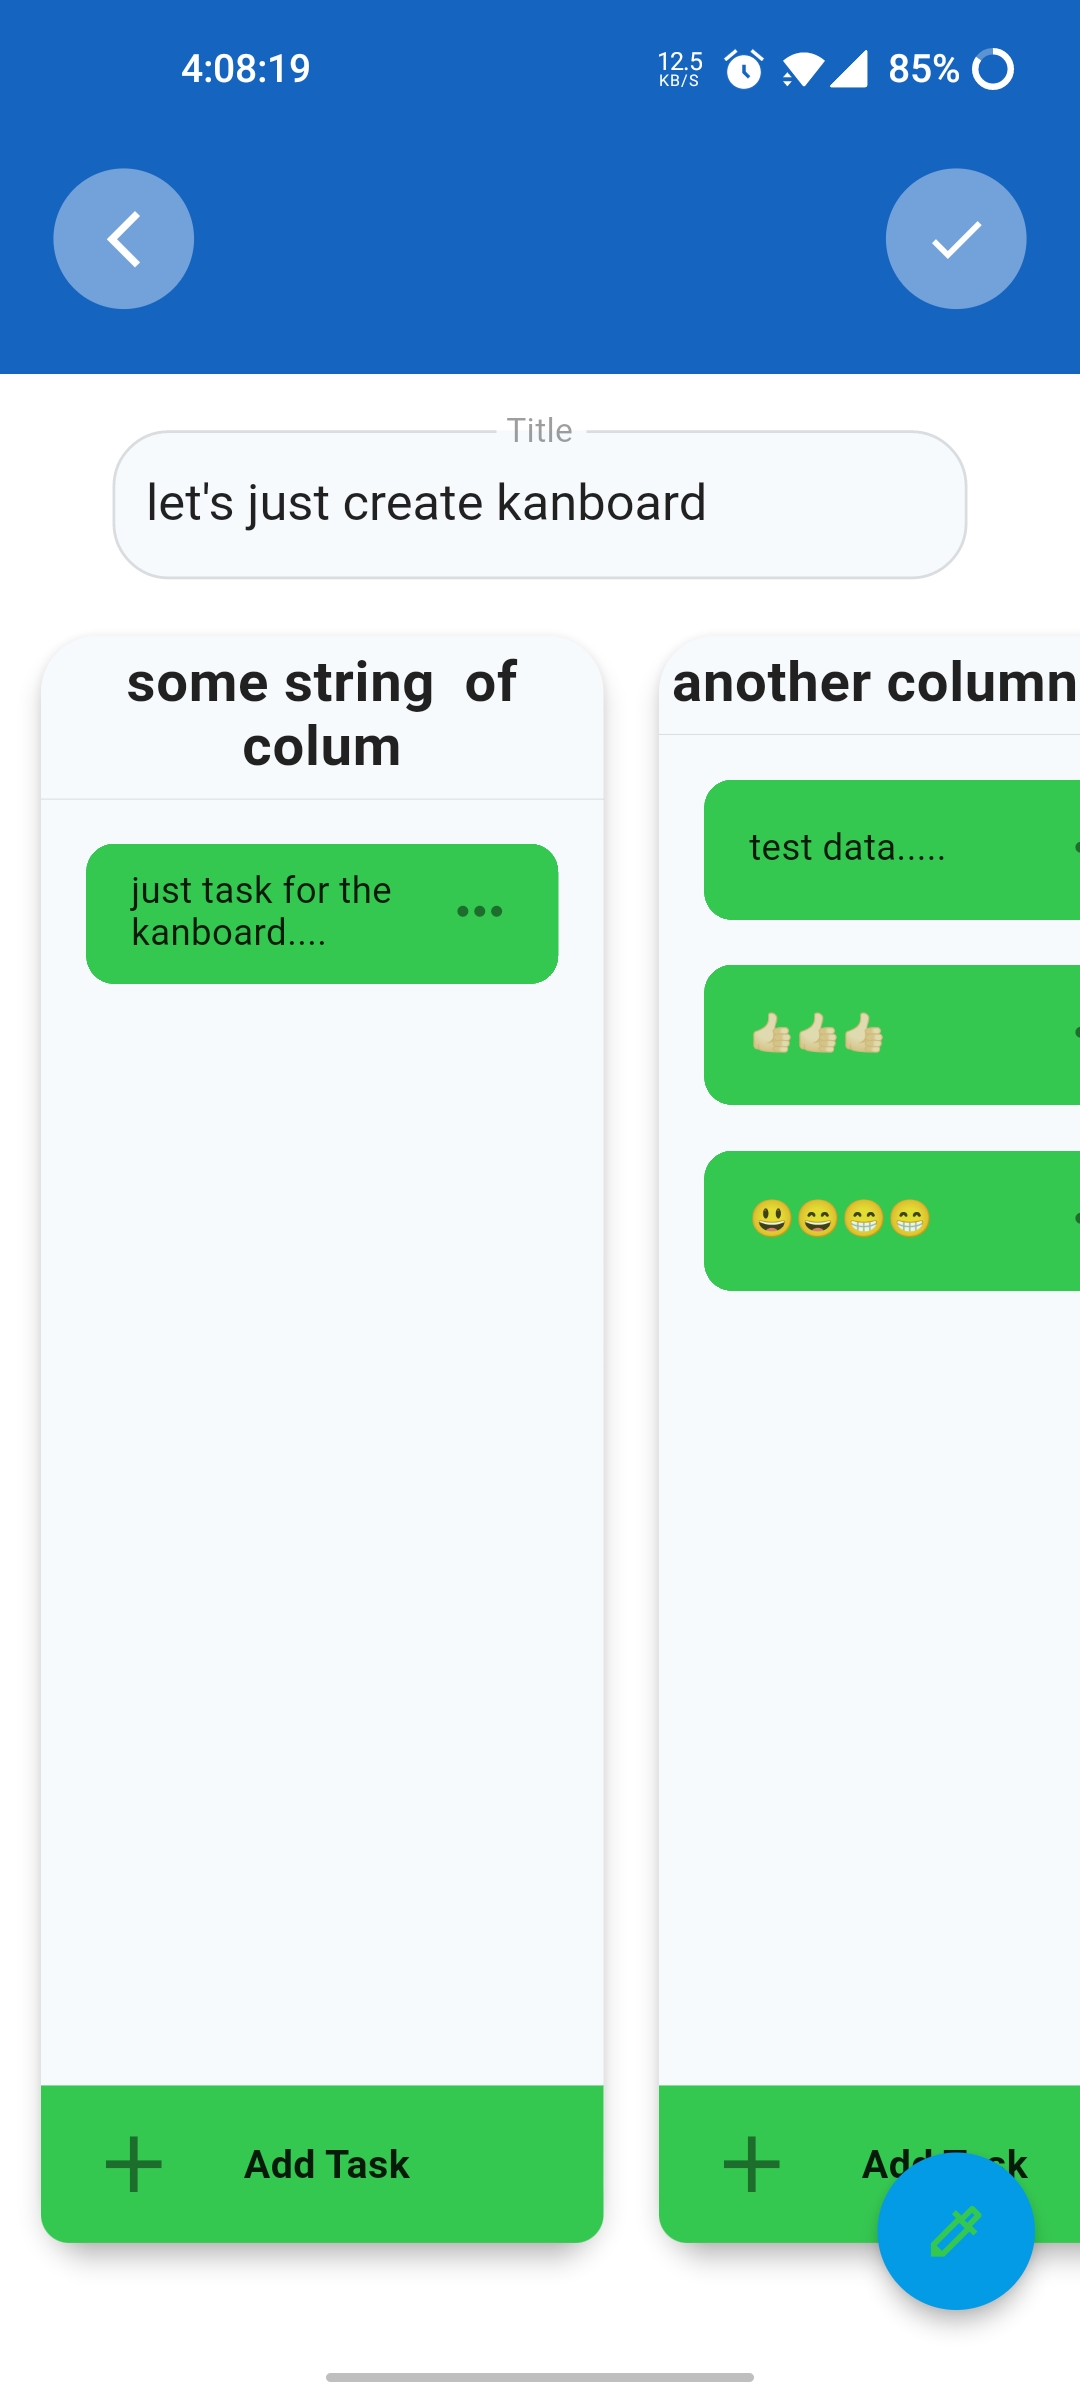 4:08:19
12.5
KB/S
85%
Title
let's just create kanboard
some string  of
colum
just task for the
kanboard....
Add Task
another column
test data.....
👍🏼👍🏼👍🏼
😃😄😁😁
Add Task